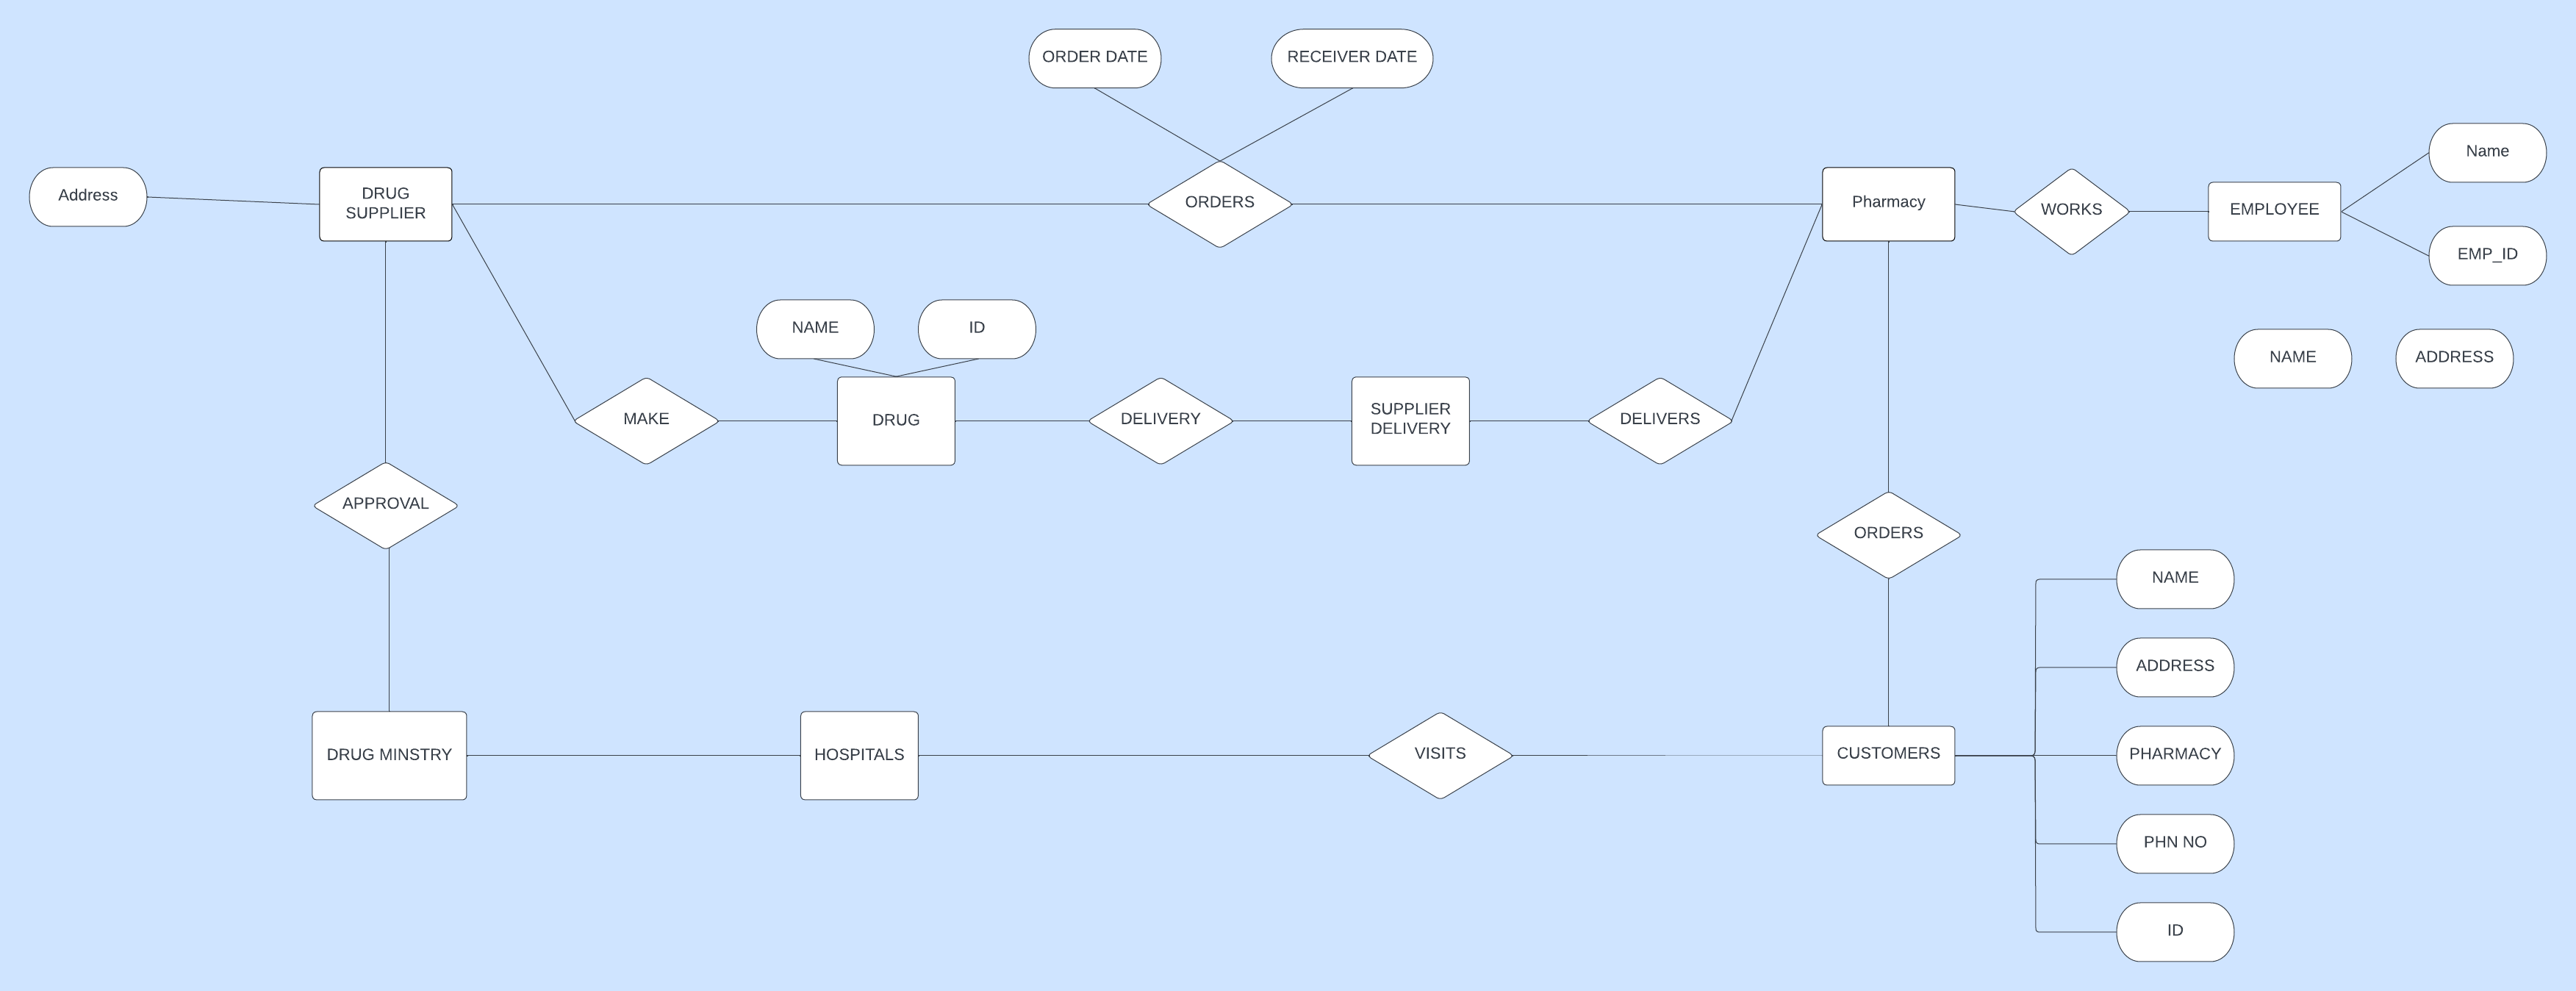 ORDER DATE
RECEIVER DATE
Name
Address
DRUG
SUPPLIER
ORDERS
Pharmacy
WORKS
EMPLOYEE
EMP_ID
NAME
ID
NAME
ADDRESS
MAKE
DRUG
DELIVERY
SUPPLIER
DELIVERY
DELIVERS
APPROVAL
ORDERS
NAME
ADDRESS
DRUG MINSTRY
HOSPITALS
VISITS
CUSTOMERS
PHARMACY
PHN NO
ID